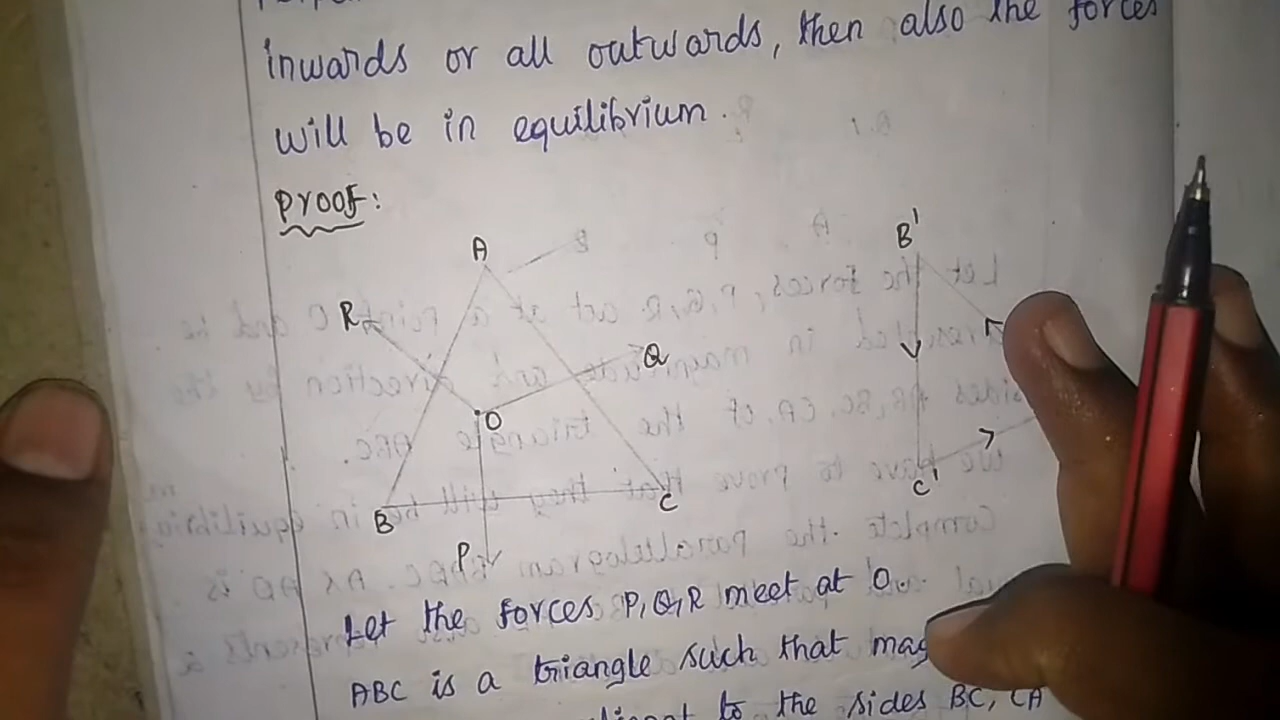 inwards or all outwards, then also the forces
will be in equilibrium.
Proof:
A
B'
R
Q
O
C'
B
C
P
Let the forces P, Q, R meet at O.
ABC is a triangle such that mag
to the sides BC, CA